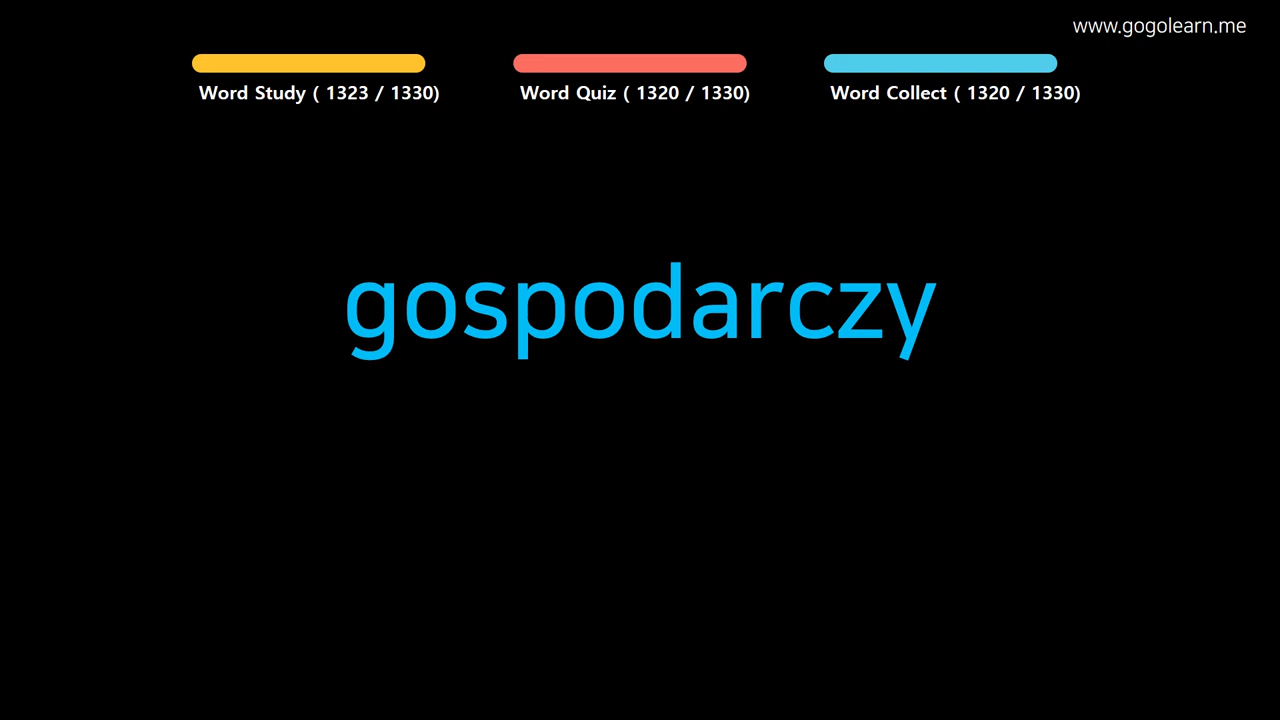 www.gogolearn.me
Word Study ( 1323 / 1330)
Word Quiz ( 1320 / 1330)
Word Collect ( 1320 / 1330)
gospodarczy